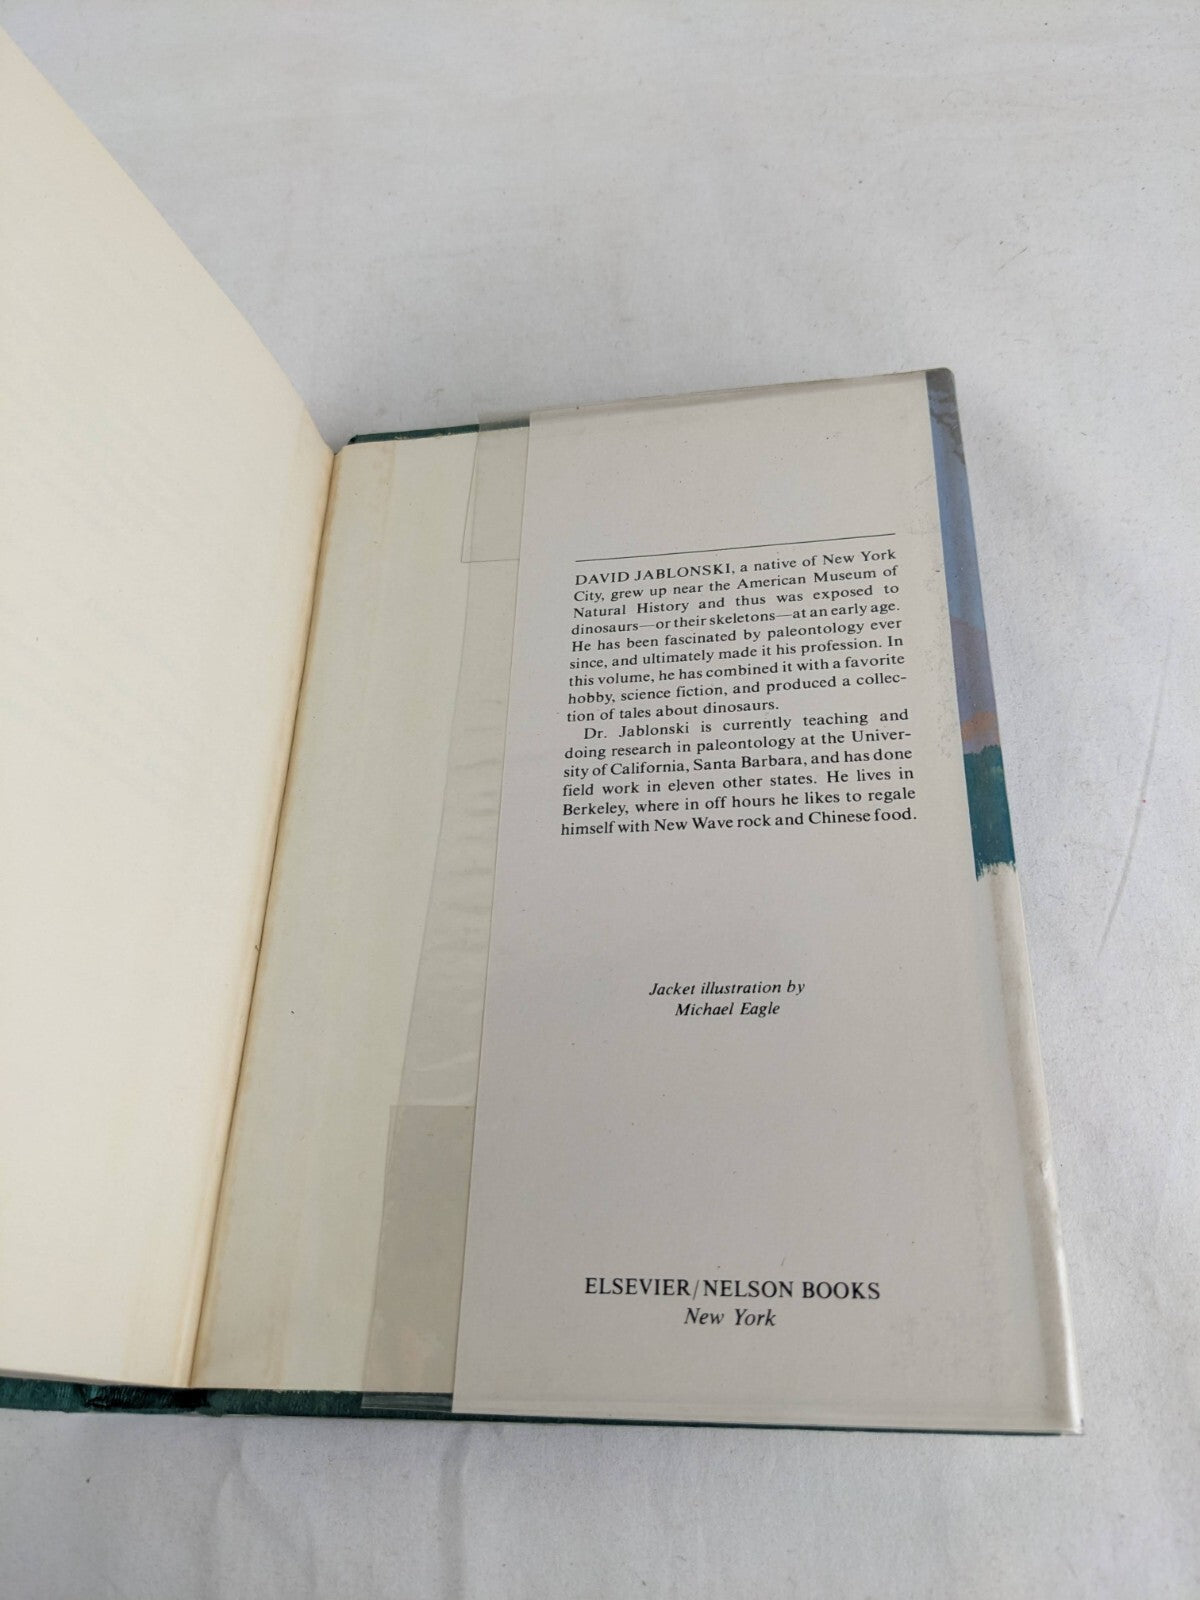 DAVID JABLONSKI, a native of New York
City, grew up near the American Museum of
Natural History and thus was exposed to
dinosaurs—or their skeletons—at an early age.
He has been fascinated by paleontology ever
since, and ultimately made it his profession. In
this volume, he has combined it with a favorite
hobby, science fiction, and produced a collec-
tion of tales about dinosaurs.
Dr. Jablonski is currently teaching and
doing research in paleontology at the Univer-
sity of California, Santa Barbara, and has done
field work in eleven other states. He lives in
Berkeley, where in off hours he likes to regale
himself with New Wave rock and Chinese food.
Jacket illustration by
Michael Eagle
ELSEVIER/NELSON BOOKS
New York